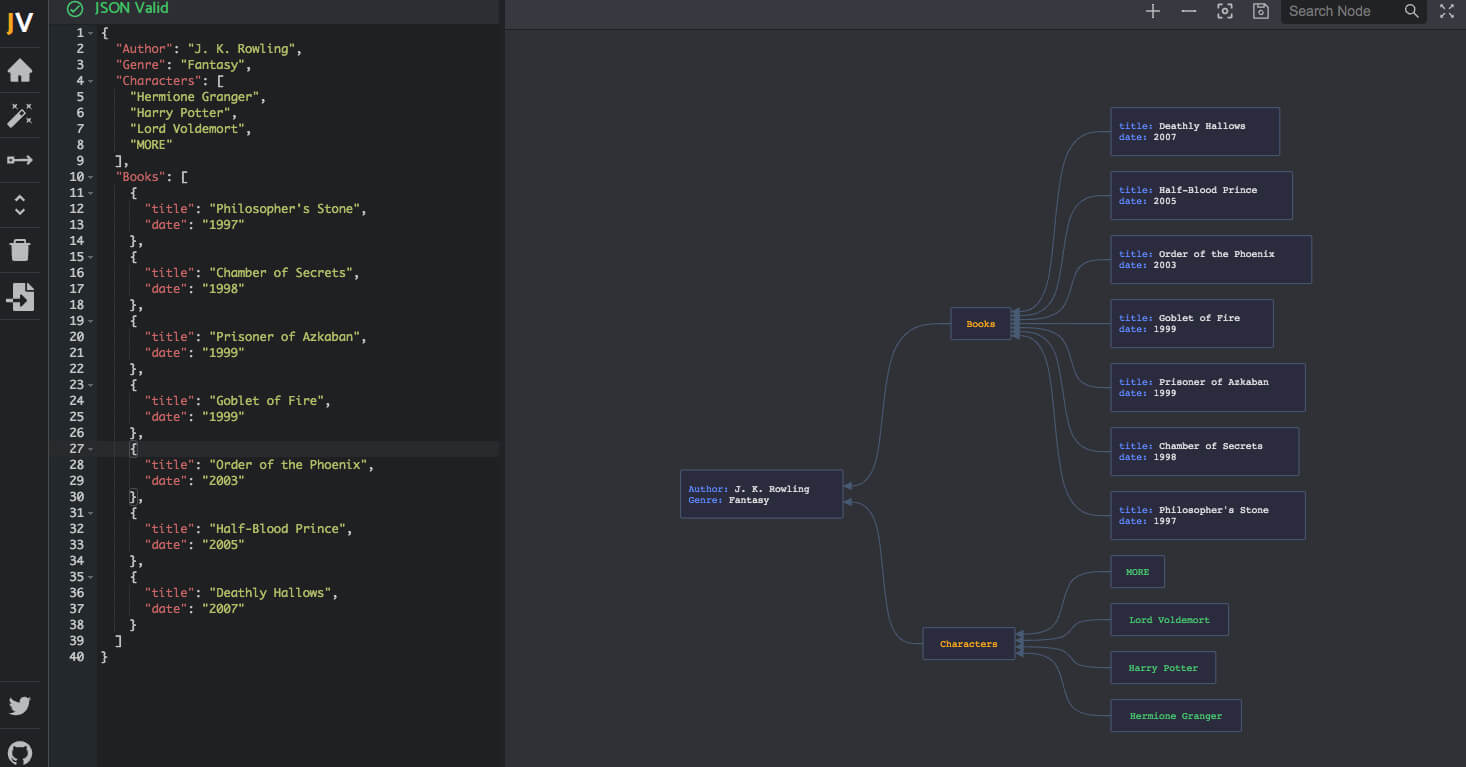 JV
JSON Valid
1 {
2 "Author": "J. K. Rowling",
3 "Genre": "Fantasy",
4 "Characters": [
5 "Hermione Granger",
6 "Harry Potter",
7 "Lord Voldemort",
8 "MORE"
9 ],
10 "Books": [
11 {
12 "title": "Philosopher's Stone",
13 "date": "1997"
14 },
15 {
16 "title": "Chamber of Secrets",
17 "date": "1998"
18 },
19 {
20 "title": "Prisoner of Azkaban",
21 "date": "1999"
22 },
23 {
24 "title": "Goblet of Fire",
25 "date": "1999"
26 },
27 {
28 "title": "Order of the Phoenix",
29 "date": "2003"
30 },
31 {
32 "title": "Half-Blood Prince",
33 "date": "2005"
34 },
35 {
36 "title": "Deathly Hallows",
37 "date": "2007"
38 }
39 ]
40 }
Search Node
Author: J. K. Rowling
Genre: Fantasy
Books
title: Deathly Hallows
date: 2007
title: Half-Blood Prince
date: 2005
title: Order of the Phoenix
date: 2003
title: Goblet of Fire
date: 1999
title: Prisoner of Azkaban
date: 1999
title: Chamber of Secrets
date: 1998
title: Philosopher's Stone
date: 1997
Characters
MORE
Lord Voldemort
Harry Potter
Hermione Granger